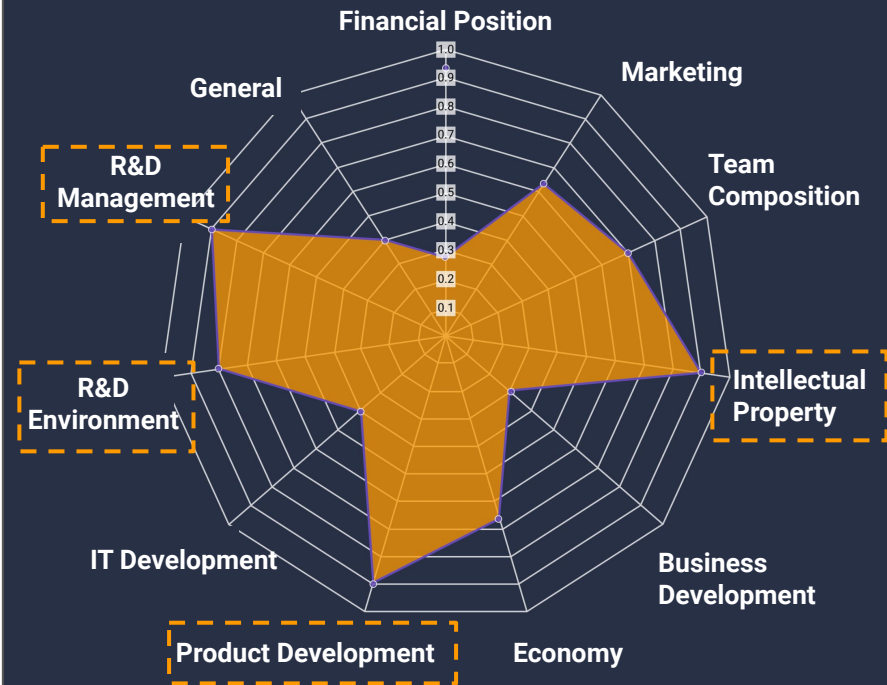 Financial Position
1.0
0.9
0.8
0.7
0.6
0.5
0.4
0.3
0.2
0.1
Marketing
Team
Composition
Intellectual
Property
Business
Development
Economy
Product Development
IT Development
R&D
Environment
R&D
Management
General